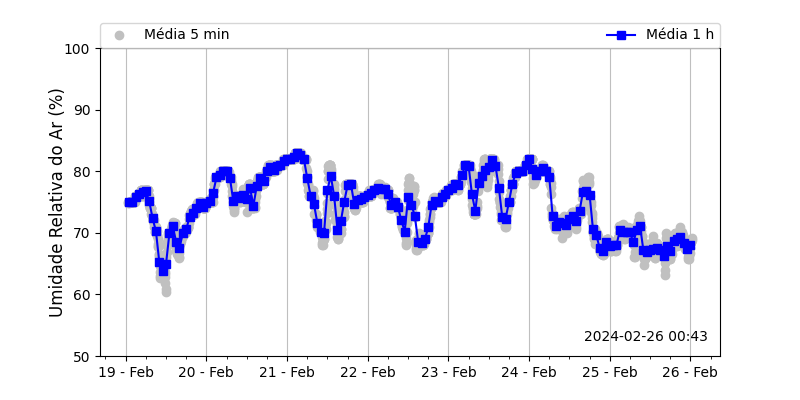 Média 5 min
Média 1 h
100
90
80
70
60
50
Umidade Relativa do Ar (%)
2024-02-26 00:43
19 - Feb
20 - Feb
21 - Feb
22 - Feb
23 - Feb
24 - Feb
25 - Feb
26 - Feb